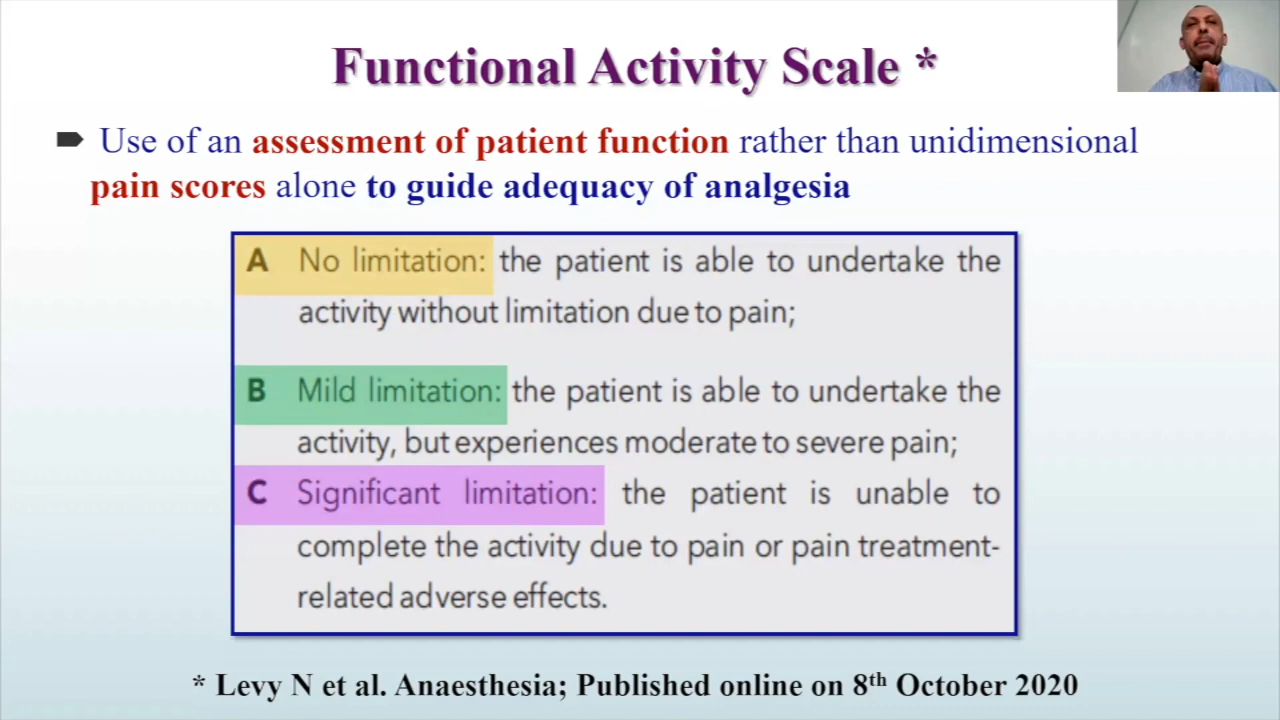 Functional Activity Scale *
Use of an assessment of patient function rather than unidimensional
pain scores alone to guide adequacy of analgesia
A No limitation: the patient is able to undertake the
activity without limitation due to pain;
B Mild limitation: the patient is able to undertake the
activity, but experiences moderate to severe pain;
C Significant limitation: the patient is unable to
complete the activity due to pain or pain treatment-
related adverse effects.
* Levy N et al. Anaesthesia; Published online on 8th October 2020